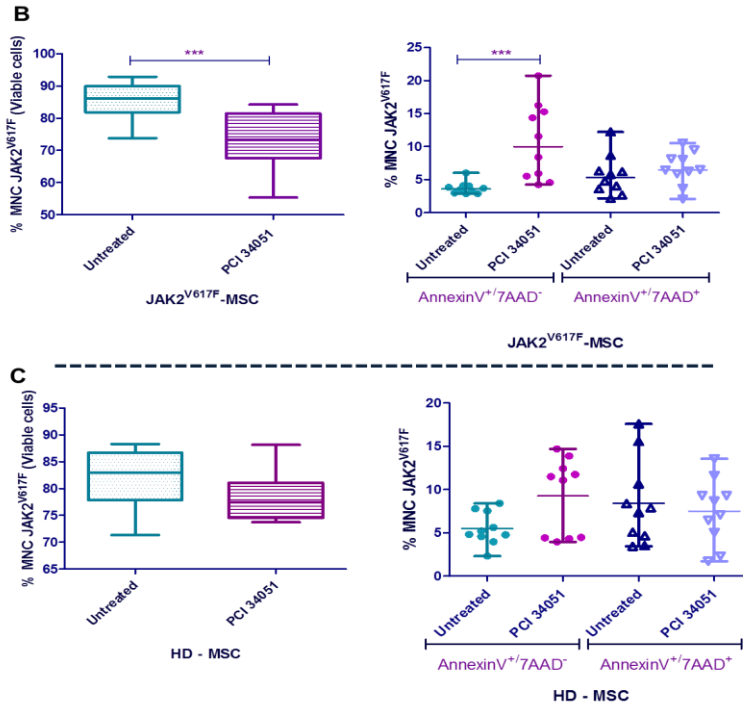 B
***
% MNC JAK2V617F (Viable cells)
100
90
80
70
60
50
Untreated
PCI 34051
JAK2V617F-MSC
***
% MNC JAK2V617F
25
20
15
10
5
0
Untreated
PCI 34051
Untreated
PCI 34051
AnnexinV+/7AAD-
AnnexinV+/7AAD+
JAK2V617F-MSC
C
% MNC JAK2V617F (Viable cells)
95
90
85
80
75
70
65
Untreated
PCI 34051
HD - MSC
% MNC JAK2V617F
20
15
10
5
0
Untreated
PCI 34051
Untreated
PCI 34051
AnnexinV+/7AAD-
AnnexinV+/7AAD+
HD - MSC